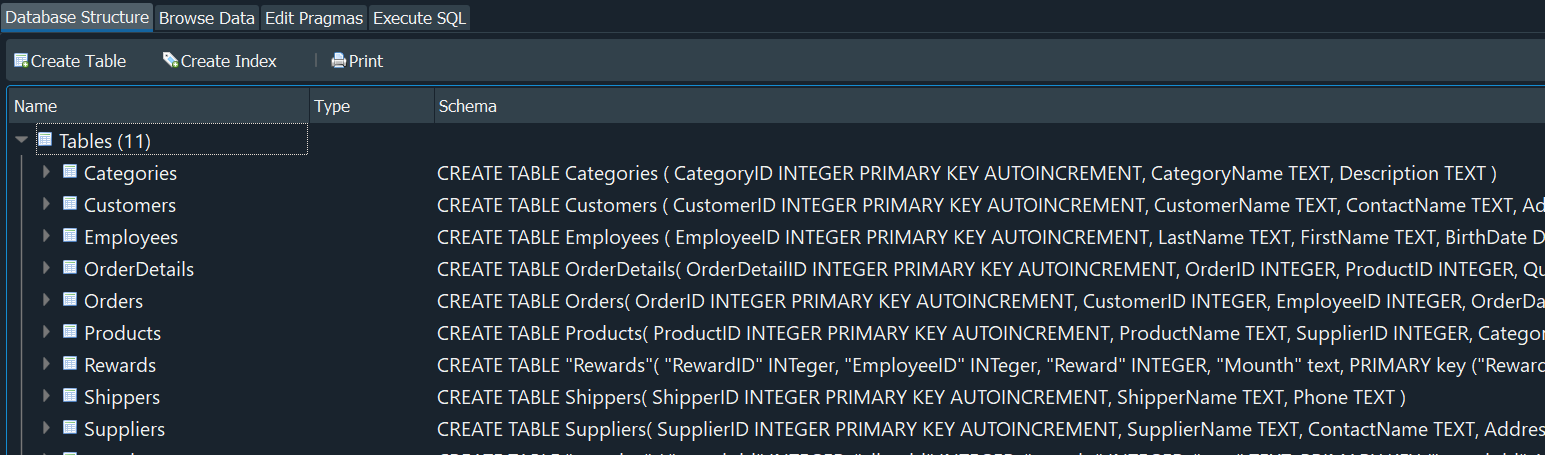 Database Structure Browse Data Edit Pragmas Execute SQL
Create Table Create Index Print
Name Type Schema
Tables (11)
Categories CREATE TABLE Categories ( CategoryID INTEGER PRIMARY KEY AUTOINCREMENT, CategoryName TEXT, Description TEXT )
Customers CREATE TABLE Customers ( CustomerID INTEGER PRIMARY KEY AUTOINCREMENT, CustomerName TEXT, ContactName TEXT, Ad
Employees CREATE TABLE Employees ( EmployeeID INTEGER PRIMARY KEY AUTOINCREMENT, LastName TEXT, FirstName TEXT, BirthDate D
OrderDetails CREATE TABLE OrderDetails( OrderDetailID INTEGER PRIMARY KEY AUTOINCREMENT, OrderID INTEGER, ProductID INTEGER, Qu
Orders CREATE TABLE Orders( OrderID INTEGER PRIMARY KEY AUTOINCREMENT, CustomerID INTEGER, EmployeeID INTEGER, OrderDa
Products CREATE TABLE Products( ProductID INTEGER PRIMARY KEY AUTOINCREMENT, ProductName TEXT, SupplierID INTEGER, Categor
Rewards CREATE TABLE "Rewards"( "RewardID" INTeger, "EmployeeID" INTeger, "Reward" INTEGER, "Mounth" text, PRIMARY key ("Reward
Shippers CREATE TABLE Shippers( ShipperID INTEGER PRIMARY KEY AUTOINCREMENT, ShipperName TEXT, Phone TEXT )
Suppliers CREATE TABLE Suppliers( SupplierID INTEGER PRIMARY KEY AUTOINCREMENT, SupplierName TEXT, ContactName TEXT, Addres